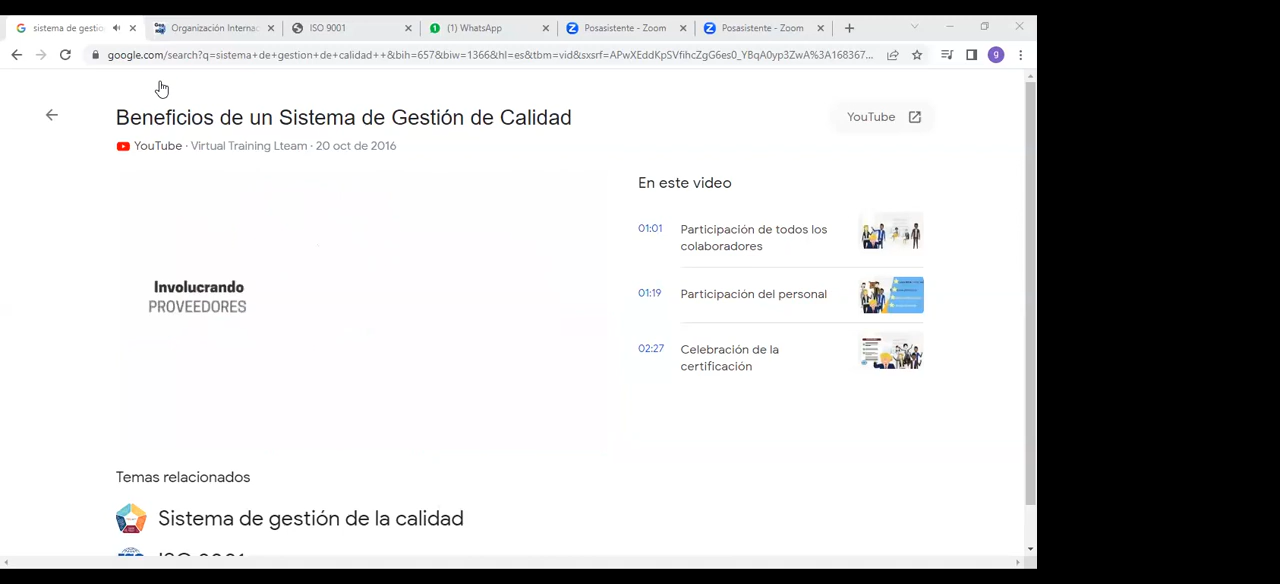 sistema de gestió
Organización Interna
ISO 9001
(1) WhatsApp
Posasistente - Zoom
Posasistente - Zoom
google.com/search?q=sistema+de+gestion+de+calidad++&bih=657&biw=1366&hl=es&tbm=vid&sxsrf=APwXEddKpSVfihcZgG6es0_YBqA0yp3ZwA%3A168367...
g
Beneficios de un Sistema de Gestión de Calidad
YouTube
YouTube · Virtual Training Lteam · 20 oct de 2016
En este video
01:01 Participación de todos los
colaboradores
01:19 Participación del personal
02:27 Celebración de la
certificación
Involucrando
PROVEEDORES
Temas relacionados
Sistema de gestión de la calidad
ISO 9001